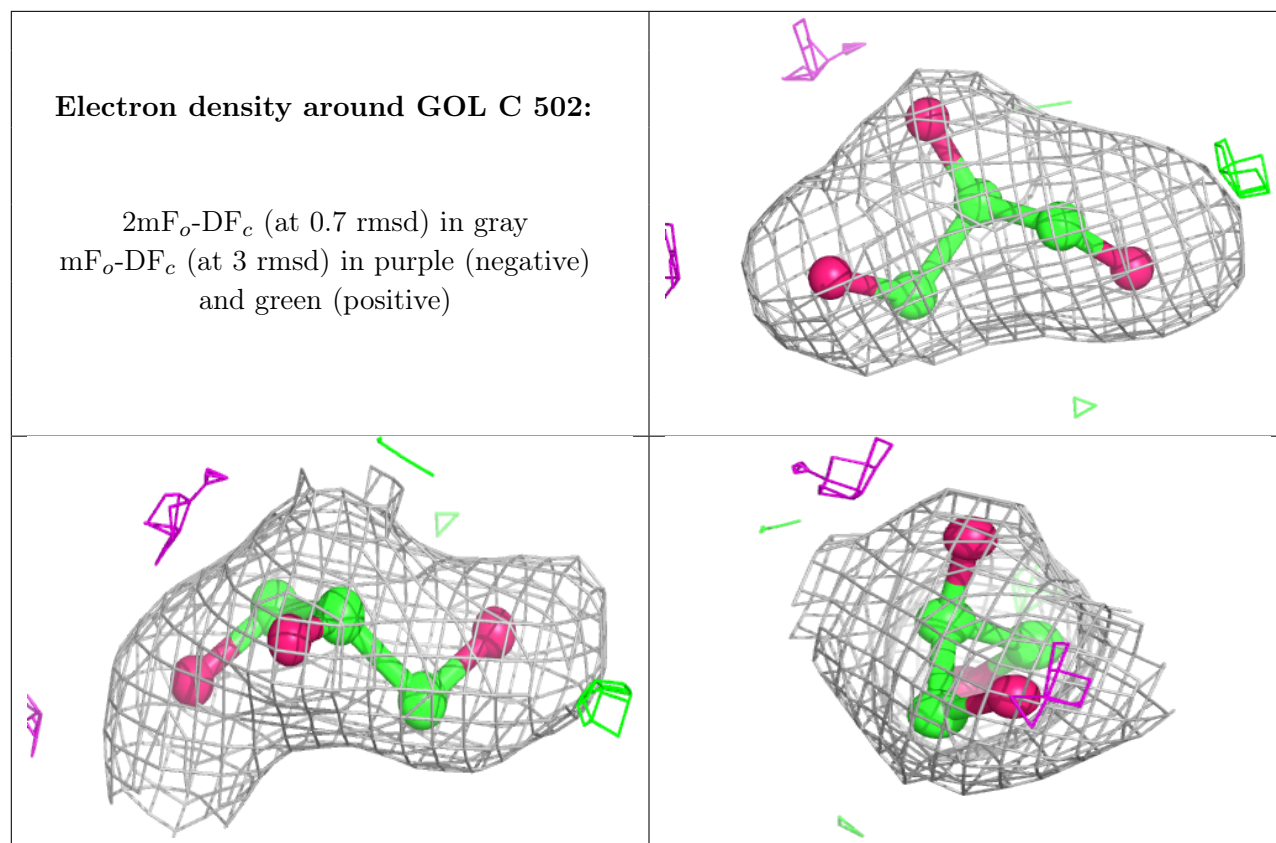 Electron density around GOL C 502:
2mFo-DFc (at 0.7 rmsd) in gray
mFo-DFc (at 3 rmsd) in purple (negative)
and green (positive)